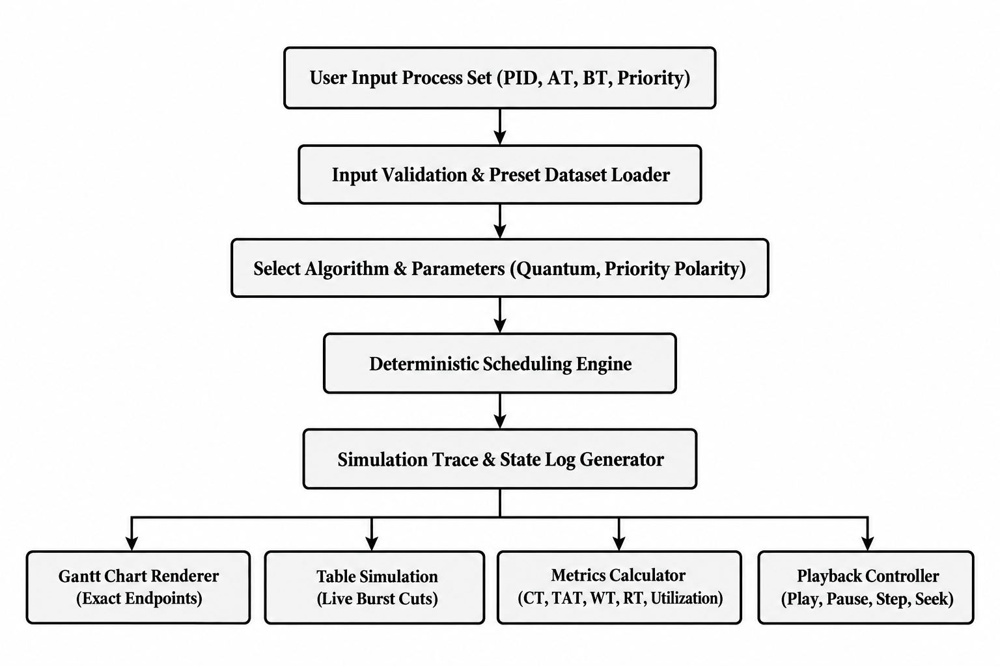 User Input Process Set (PID, AT, BT, Priority)
Input Validation & Preset Dataset Loader
Select Algorithm & Parameters (Quantum, Priority Polarity)
Deterministic Scheduling Engine
Simulation Trace & State Log Generator
Gantt Chart Renderer
(Exact Endpoints)
Table Simulation
(Live Burst Cuts)
Metrics Calculator
(CT, TAT, WT, RT, Utilization)
Playback Controller
(Play, Pause, Step, Seek)